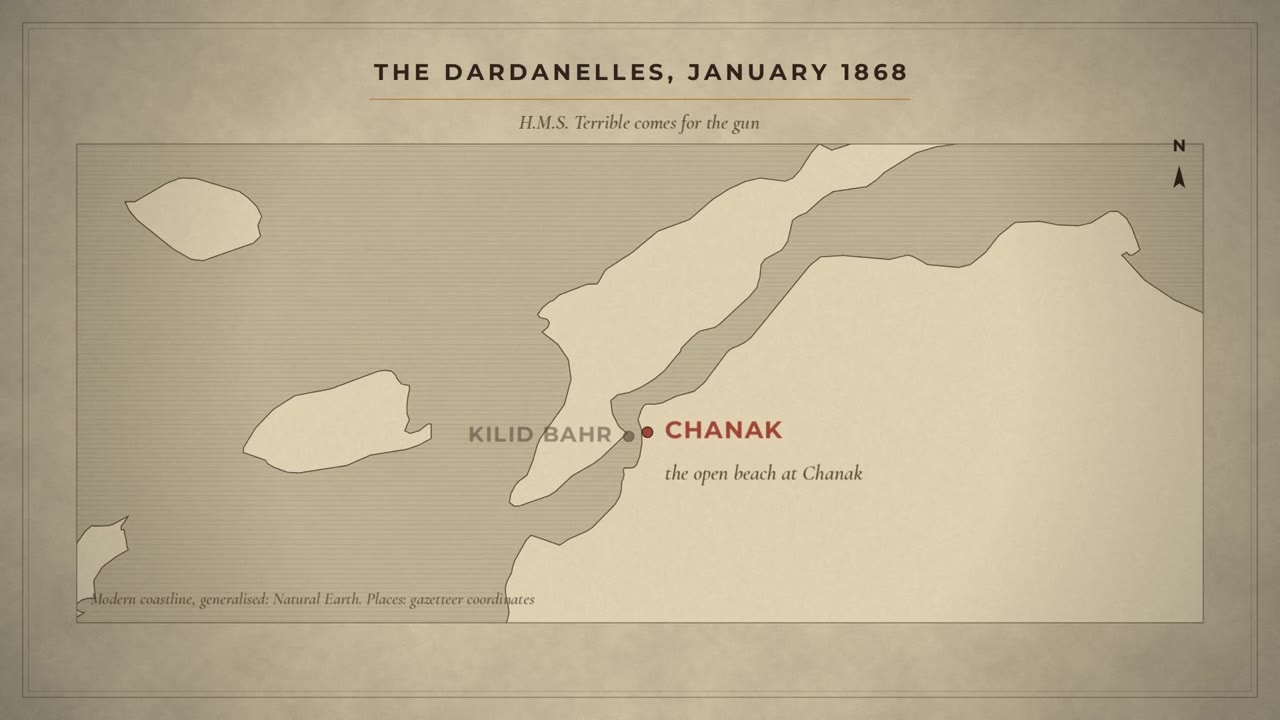 THE DARDANELLES, JANUARY 1868
H.M.S. Terrible comes for the gun
N
KILID BAHR
CHANAK
the open beach at Chanak
Modern coastline, generalised: Natural Earth. Places: gazetteer coordinates